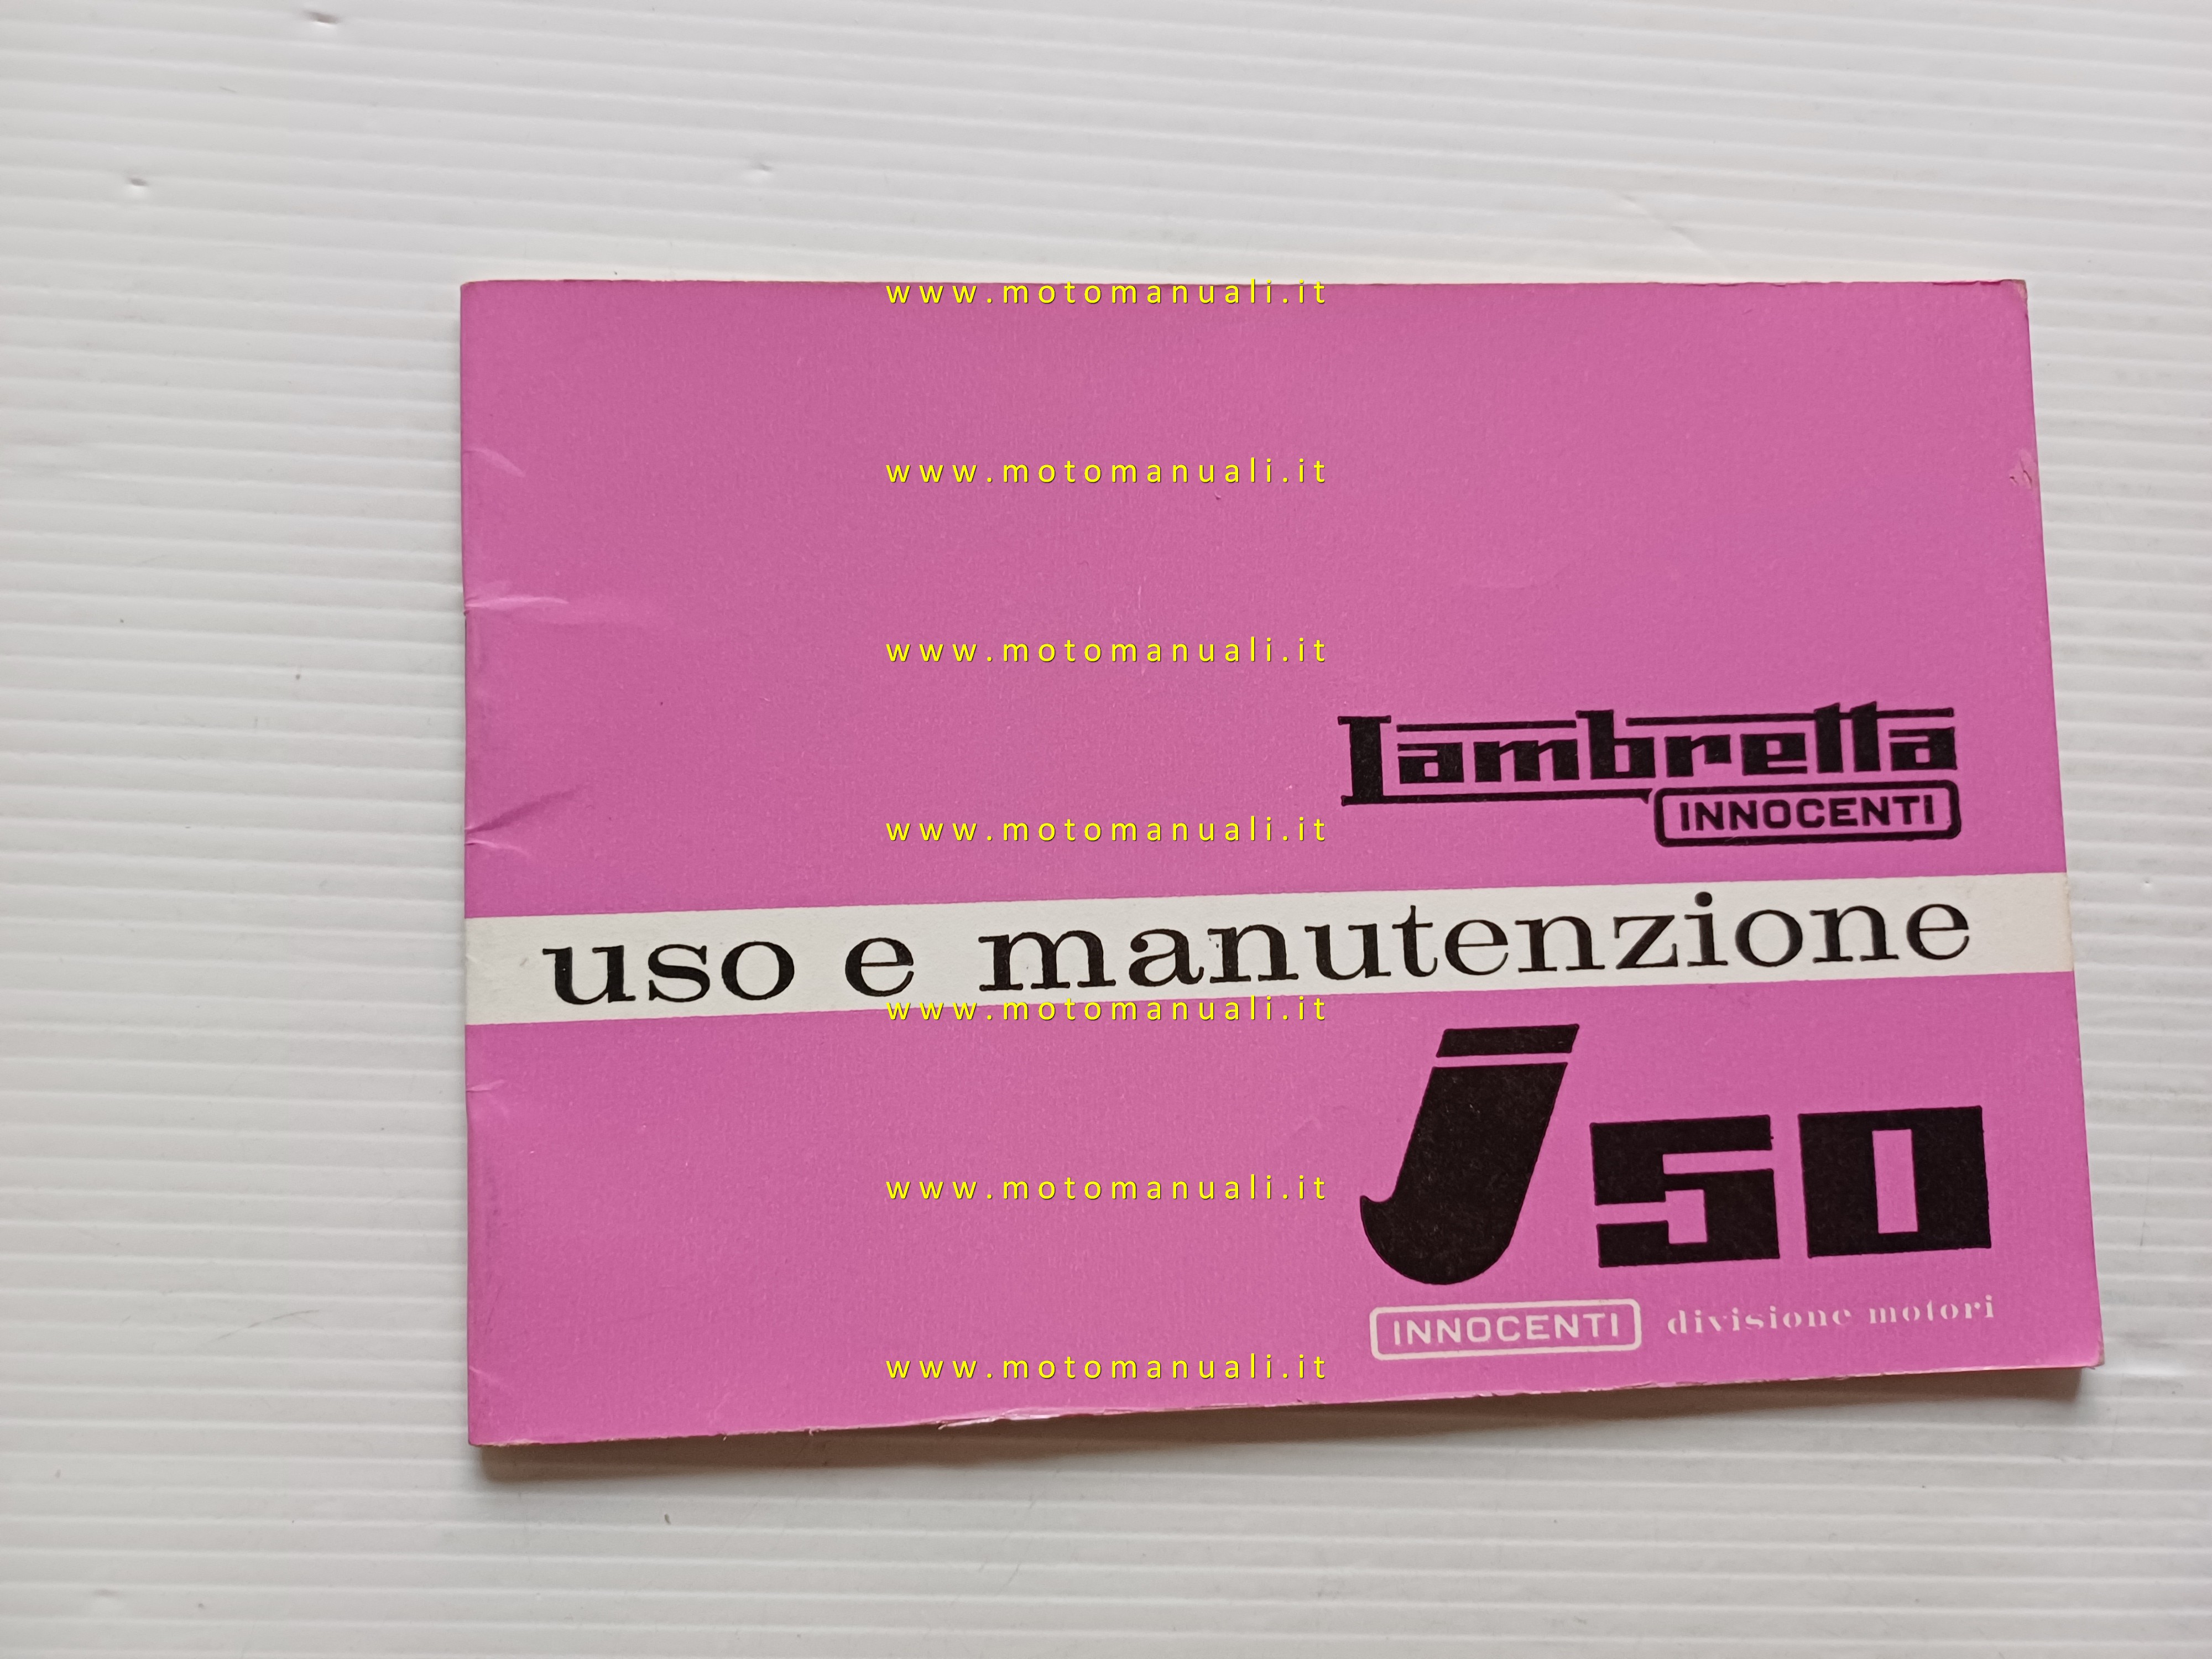 www.motomanuali.it
www.motomanuali.it
www.motomanuali.it
Lambretta
INNOCENTI
www.motomanuali.it
uso e manutenzione
www.motomanuali.it
j50
www.motomanuali.it
INNOCENTI divisione motori
www.motomanuali.it